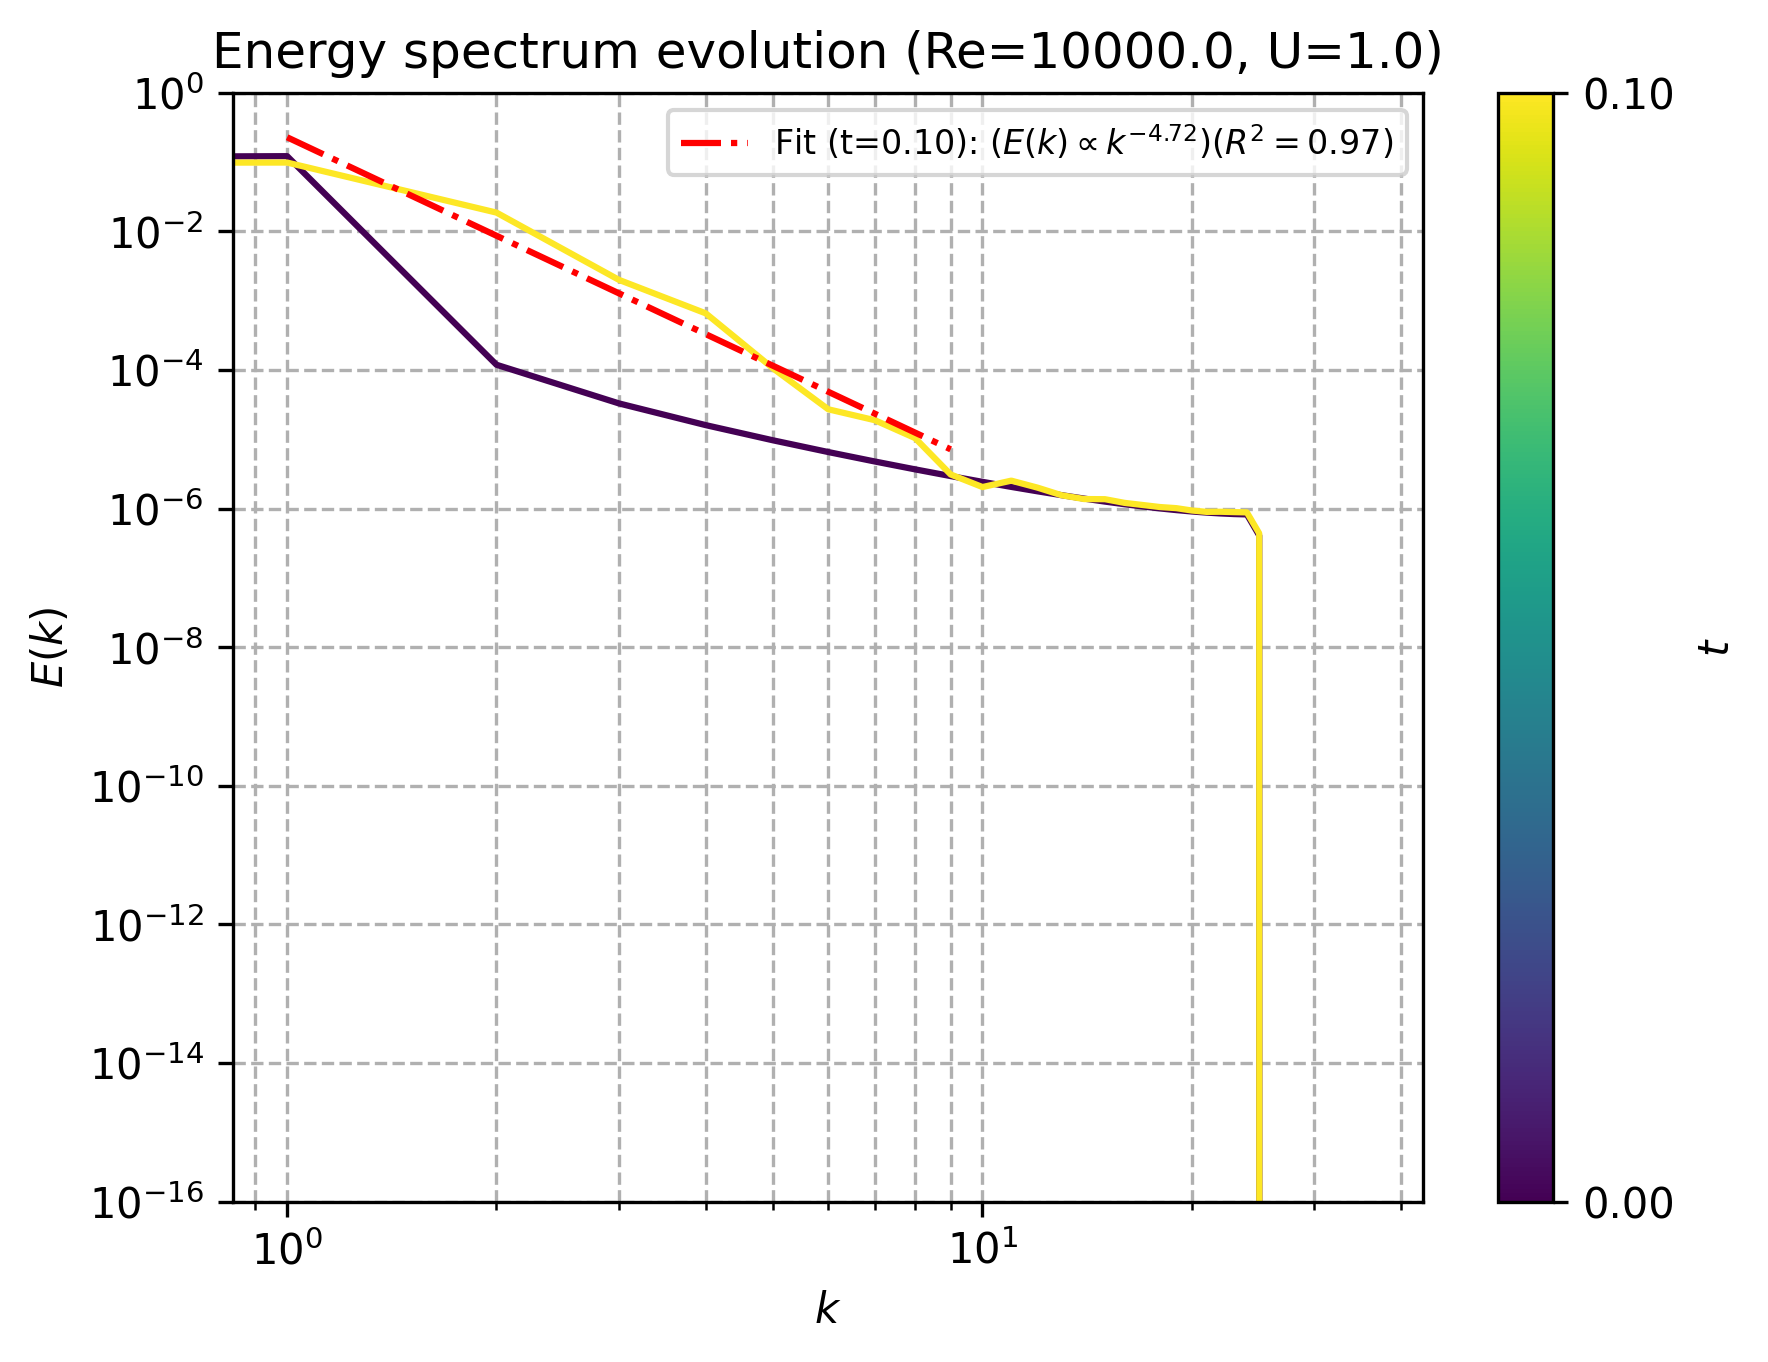 Energy spectrum evolution (Re=10000.0, U=1.0)
Fit (t=0.10): (E(k) ∝ k^{-4.72})(R^2 = 0.97)
10^0
10^{-2}
10^{-4}
10^{-6}
10^{-8}
10^{-10}
10^{-12}
10^{-14}
10^{-16}
E(k)
10^0
10^1
k
0.10
0.00
t